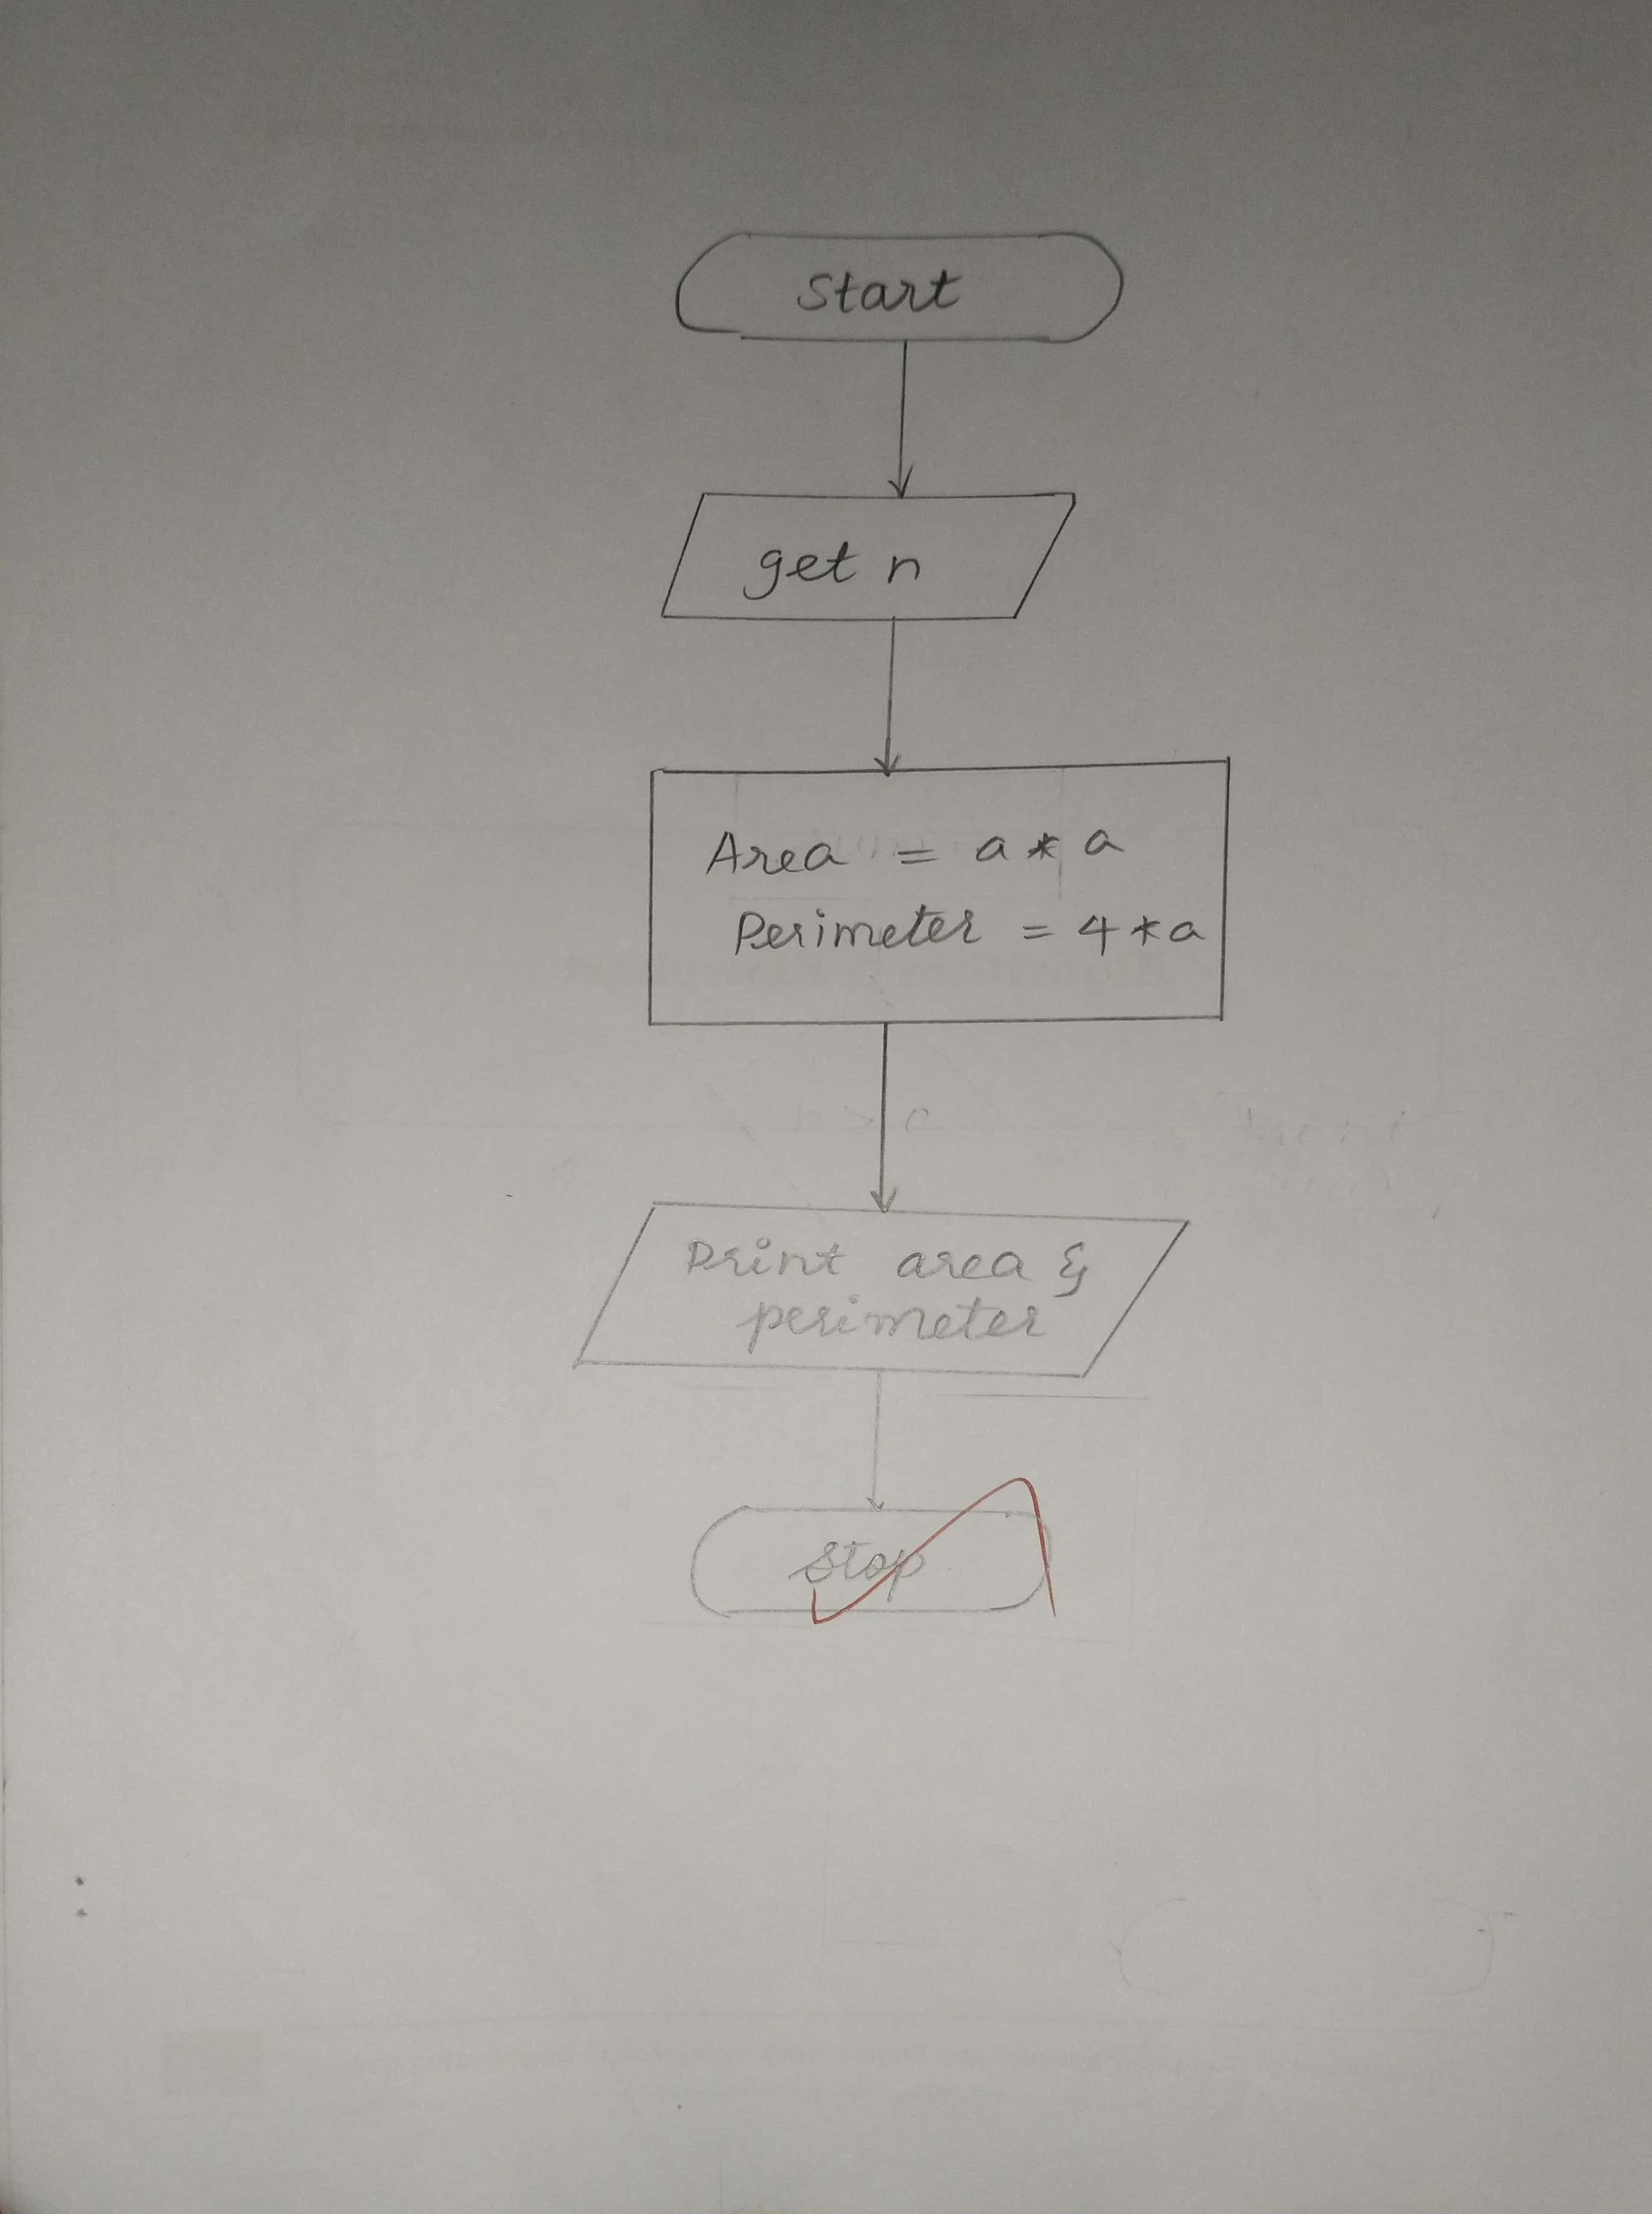 Start
get n
Area = a * a
Perimeter = 4 * a
Print area &
perimeter
Stop